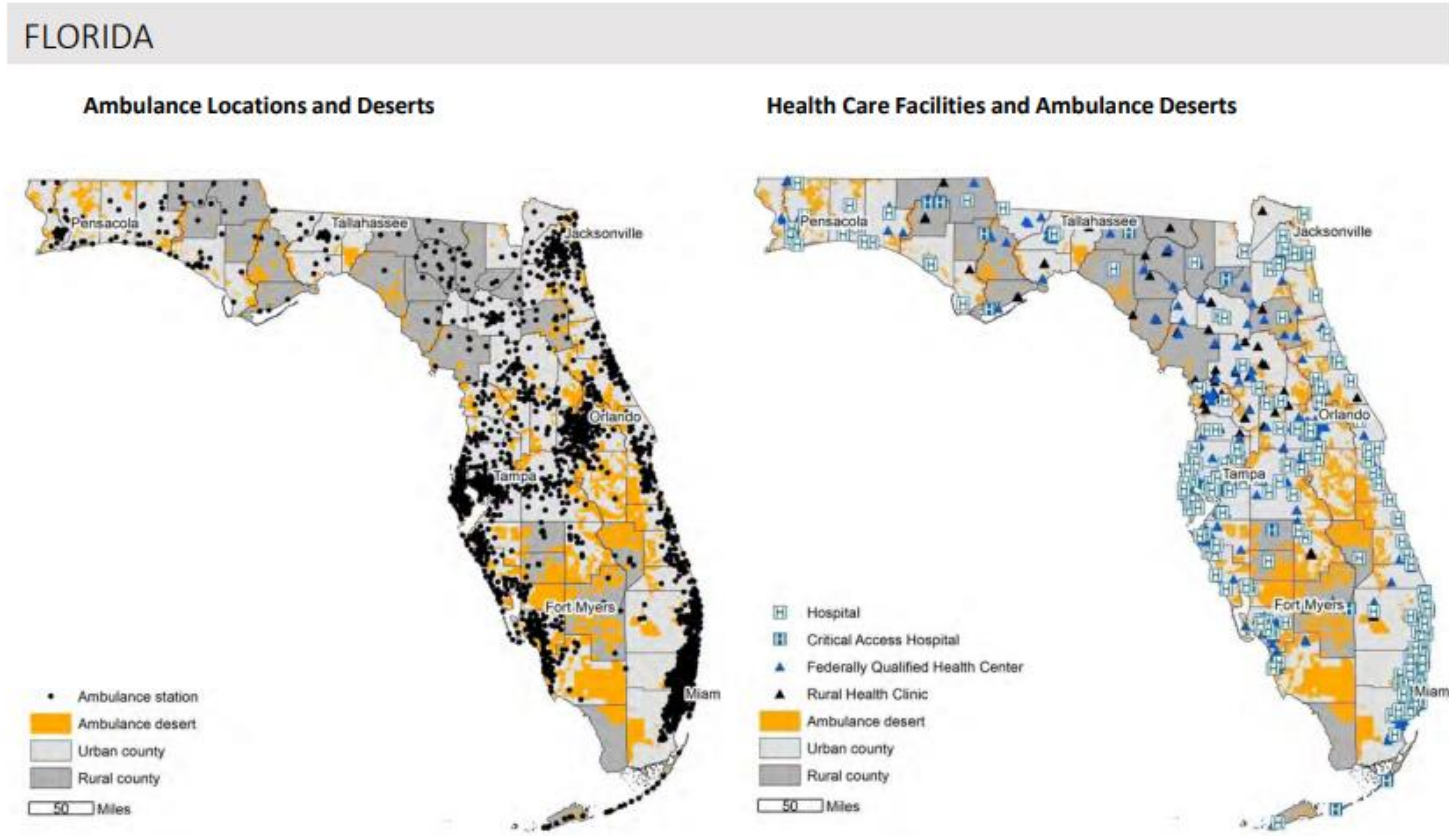 FLORIDA
Ambulance Locations and Deserts
Health Care Facilities and Ambulance Deserts
Pensacola
Tallahassee
Jacksonville
Orlando
Tampa
Fort Myers
Miam
Ambulance station
Ambulance desert
Urban county
Rural county
50 Miles
Pensacola
Tallahassee
Jacksonville
Orlando
Tampa
Fort Myers
Miam
H Hospital
H Critical Access Hospital
Federally Qualified Health Center
Rural Health Clinic
Ambulance desert
Urban county
Rural county
50 Miles